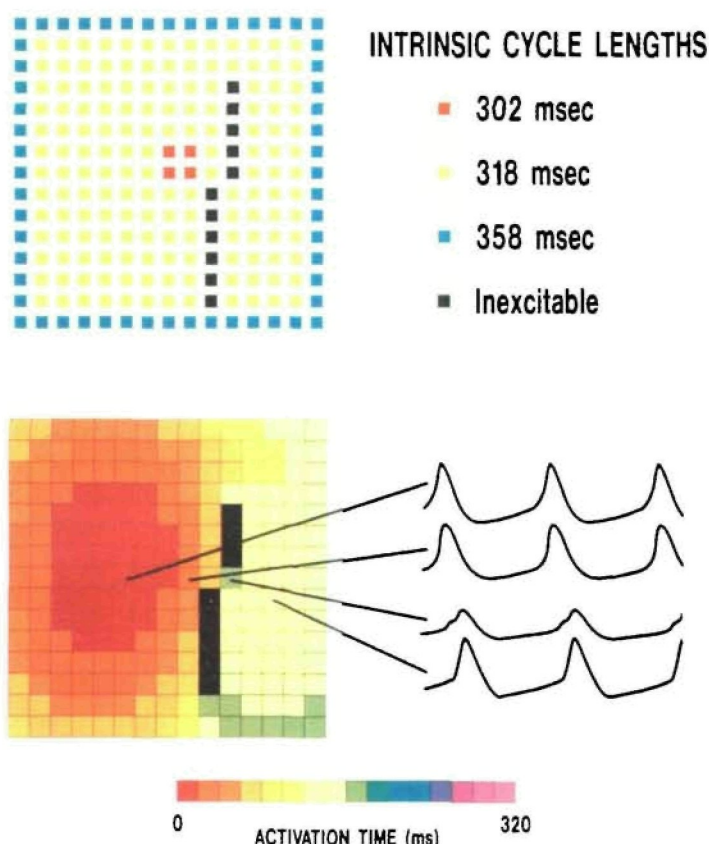 INTRINSIC CYCLE LENGTHS
302 msec
318 msec
358 msec
Inexcitable
0
320
ACTIVATION TIME (ms)